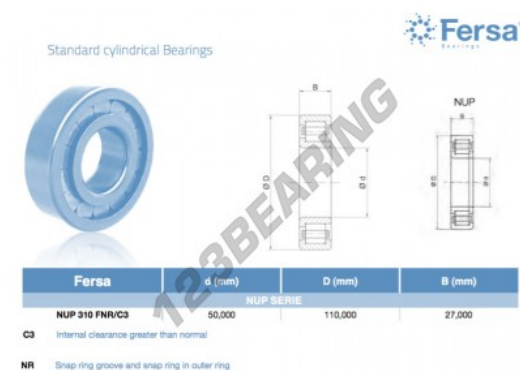 Fersa
Bearings
Standard cylindrical Bearings
B
NUP
B
Ø D
Ø d
Ø D
Ø d
123BEARING
Fersa d (mm) D (mm) B (mm)
NUP SERIE
NUP 310 FNR/C3 50,000 110,000 27,000
C3 Internal clearance greater than normal
NR Snap ring groove and snap ring in outer ring